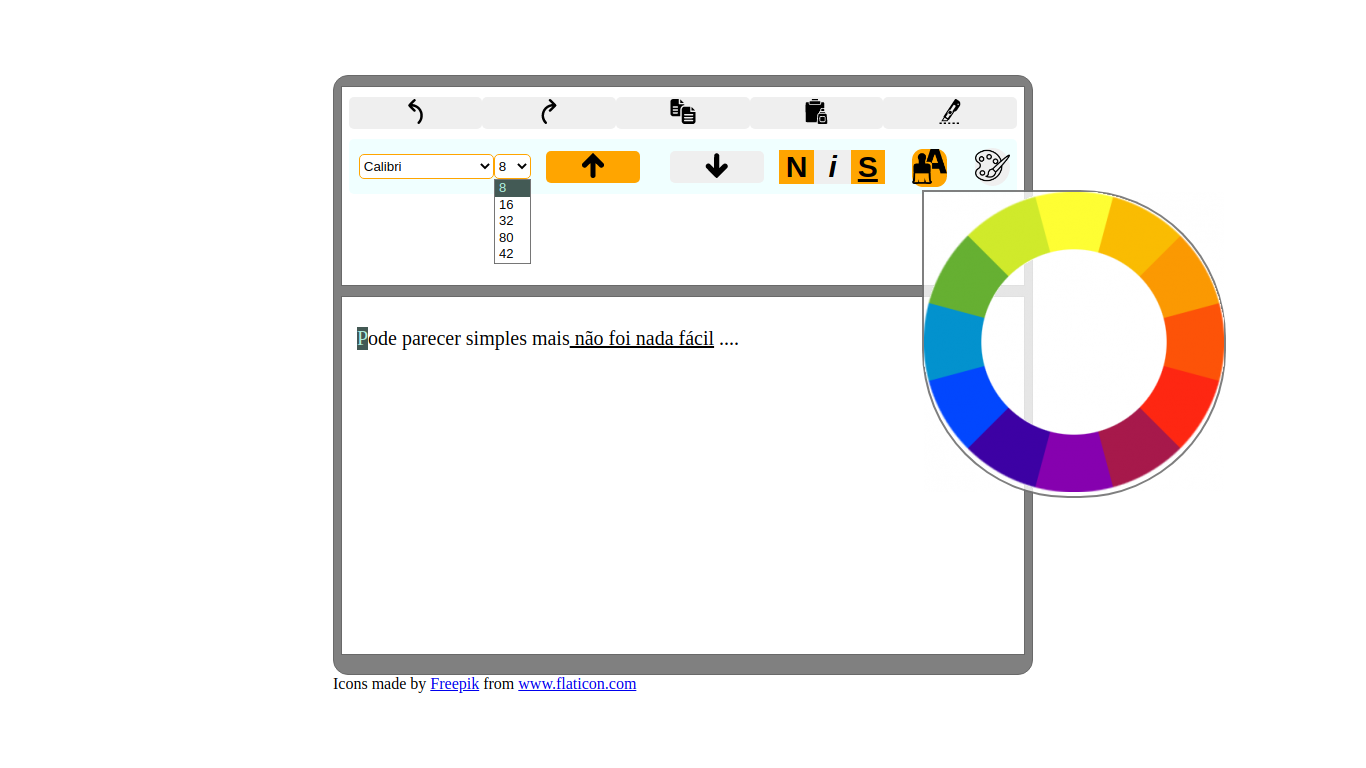 Calibri 8 N i S A
8
16
32
80
42
Pode parecer simples mais não foi nada fácil ....
Icons made by Freepik from www.flaticon.com